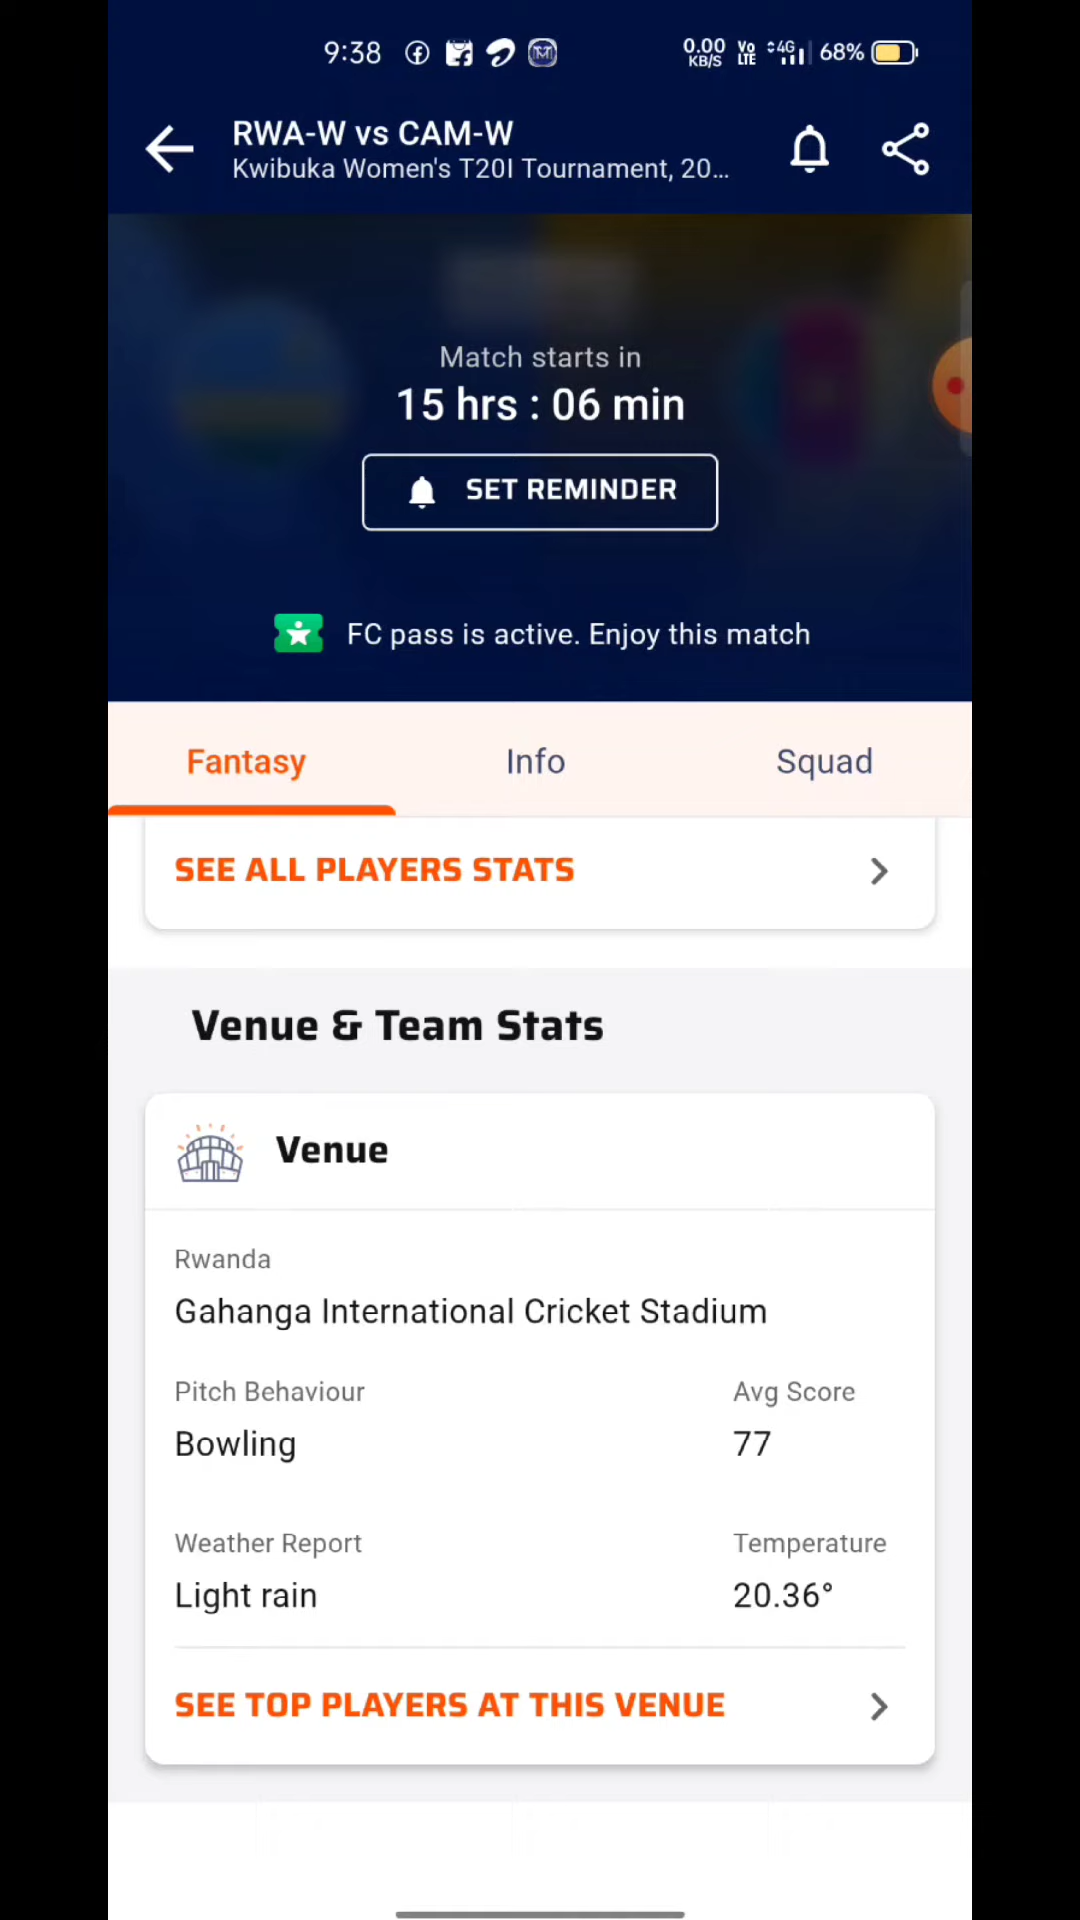 9:38
0.00 KB/S
Vo LTE
4G
68%
RWA-W vs CAM-W
Kwibuka Women's T20I Tournament, 20...
Match starts in
15 hrs : 06 min
SET REMINDER
FC pass is active. Enjoy this match
Fantasy
Info
Squad
SEE ALL PLAYERS STATS
Venue & Team Stats
Venue
Rwanda
Gahanga International Cricket Stadium
Pitch Behaviour
Avg Score
Bowling
77
Weather Report
Temperature
Light rain
20.36°
SEE TOP PLAYERS AT THIS VENUE